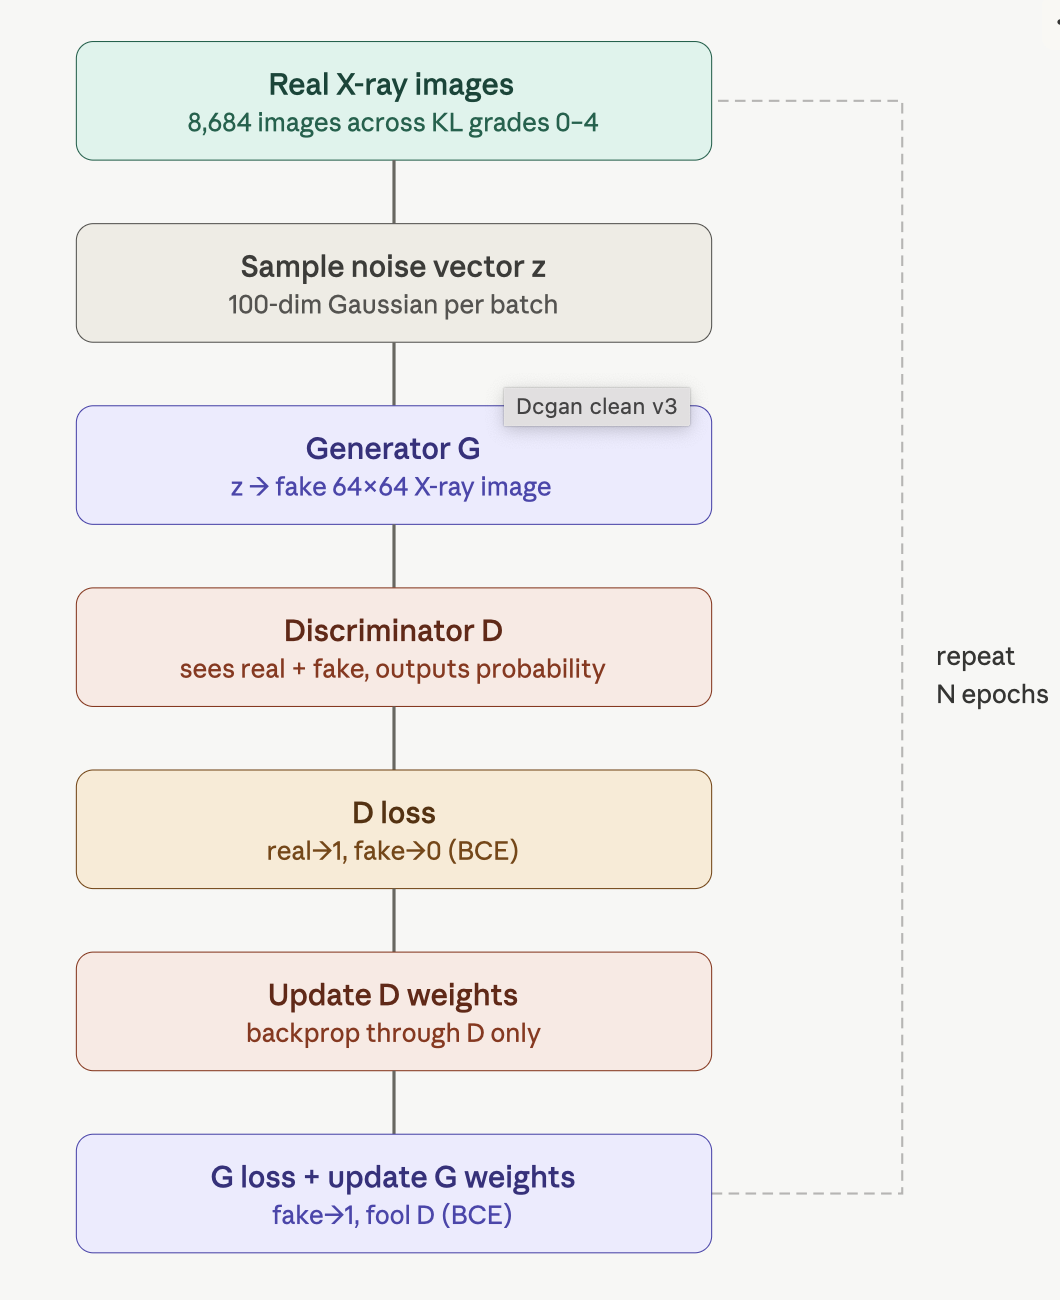 Real X-ray images
8,684 images across KL grades 0–4
Sample noise vector z
100-dim Gaussian per batch
Dcgan clean v3
Generator G
z → fake 64×64 X-ray image
Discriminator D
sees real + fake, outputs probability
repeat
N epochs
D loss
real→1, fake→0 (BCE)
Update D weights
backprop through D only
G loss + update G weights
fake→1, fool D (BCE)